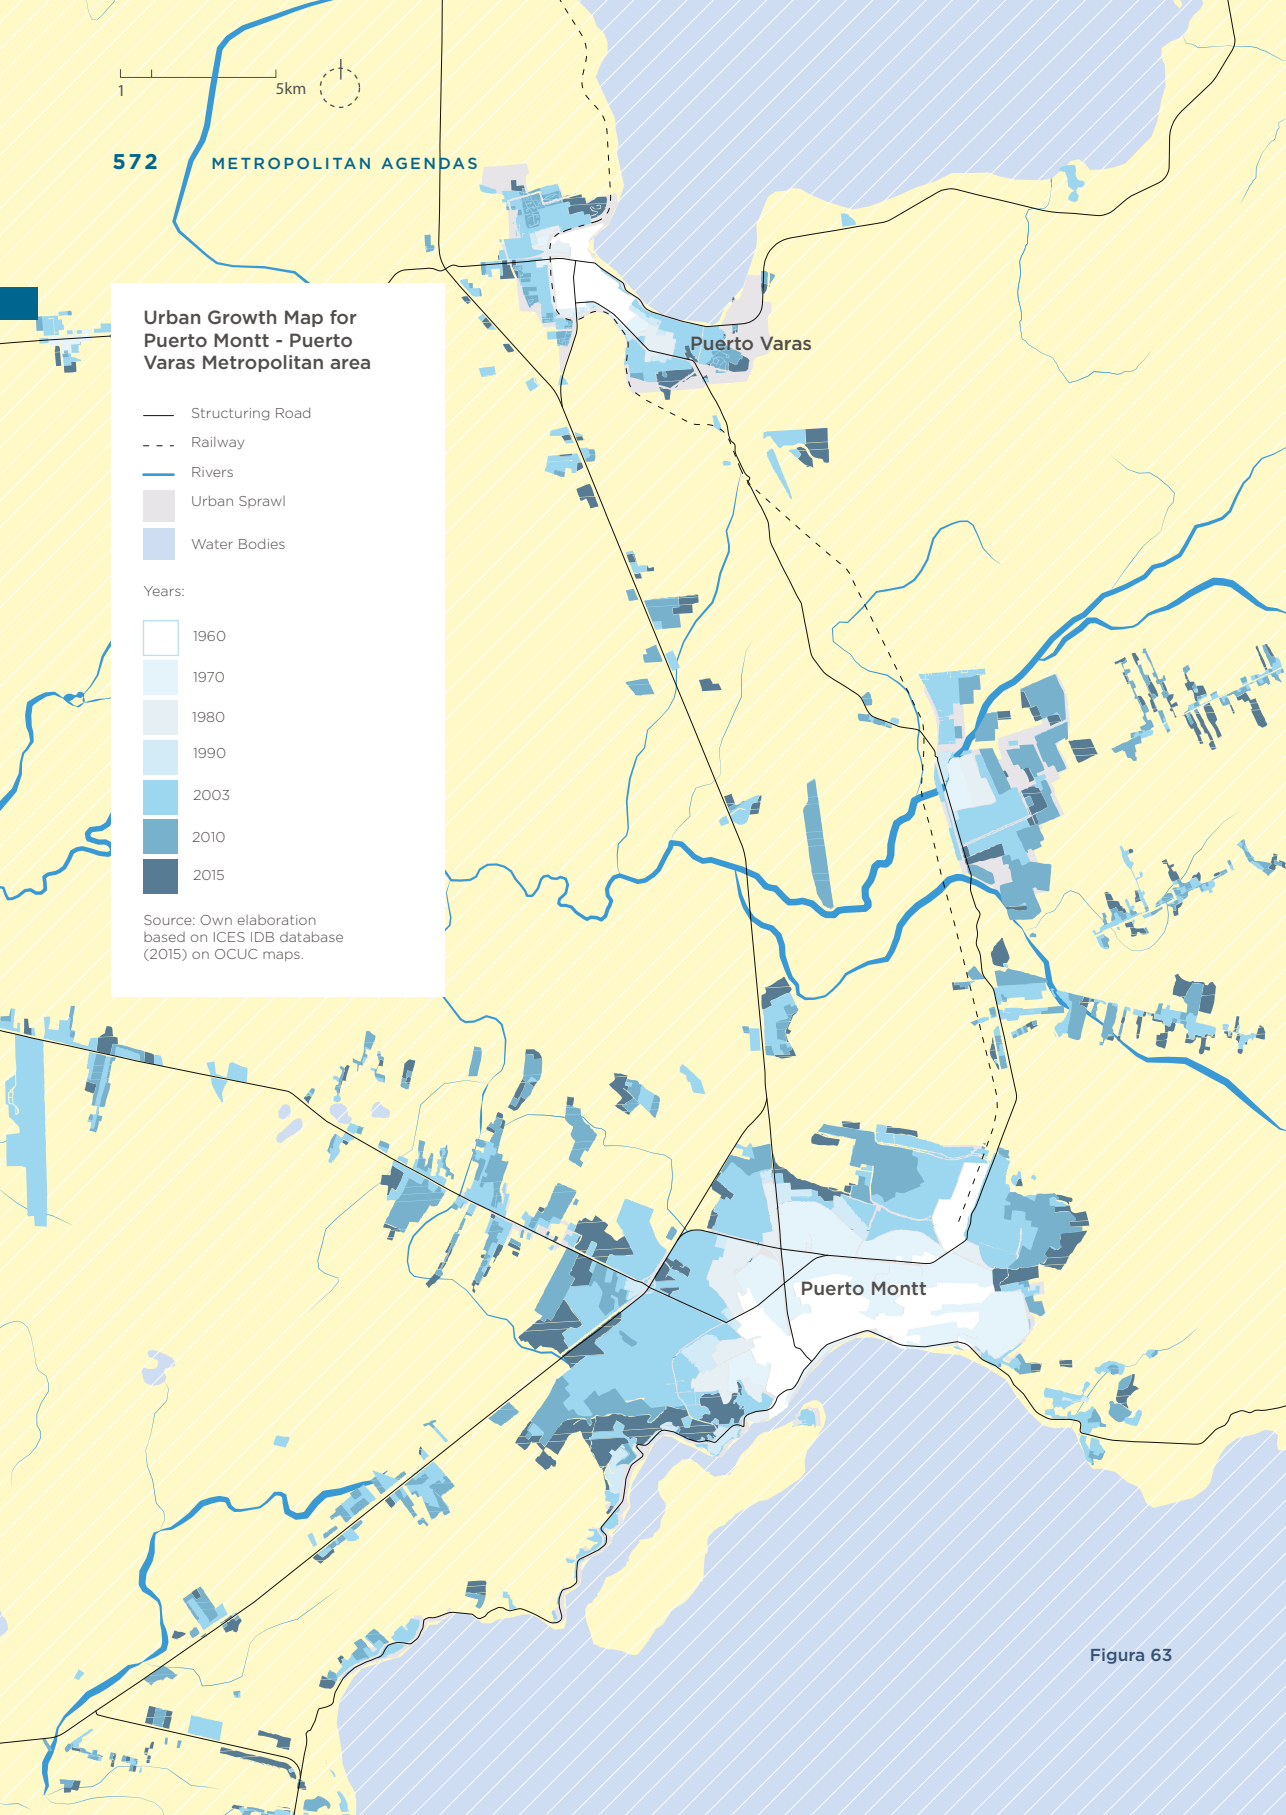 1 5km
572 METROPOLITAN AGENDAS
Urban Growth Map for
Puerto Montt - Puerto
Varas Metropolitan area
Structuring Road
Railway
Rivers
Urban Sprawl
Water Bodies
Years:
1960
1970
1980
1990
2003
2010
2015
Source: Own elaboration
based on ICES IDB database
(2015) on OCUC maps.
Puerto Varas
Puerto Montt
Figura 63